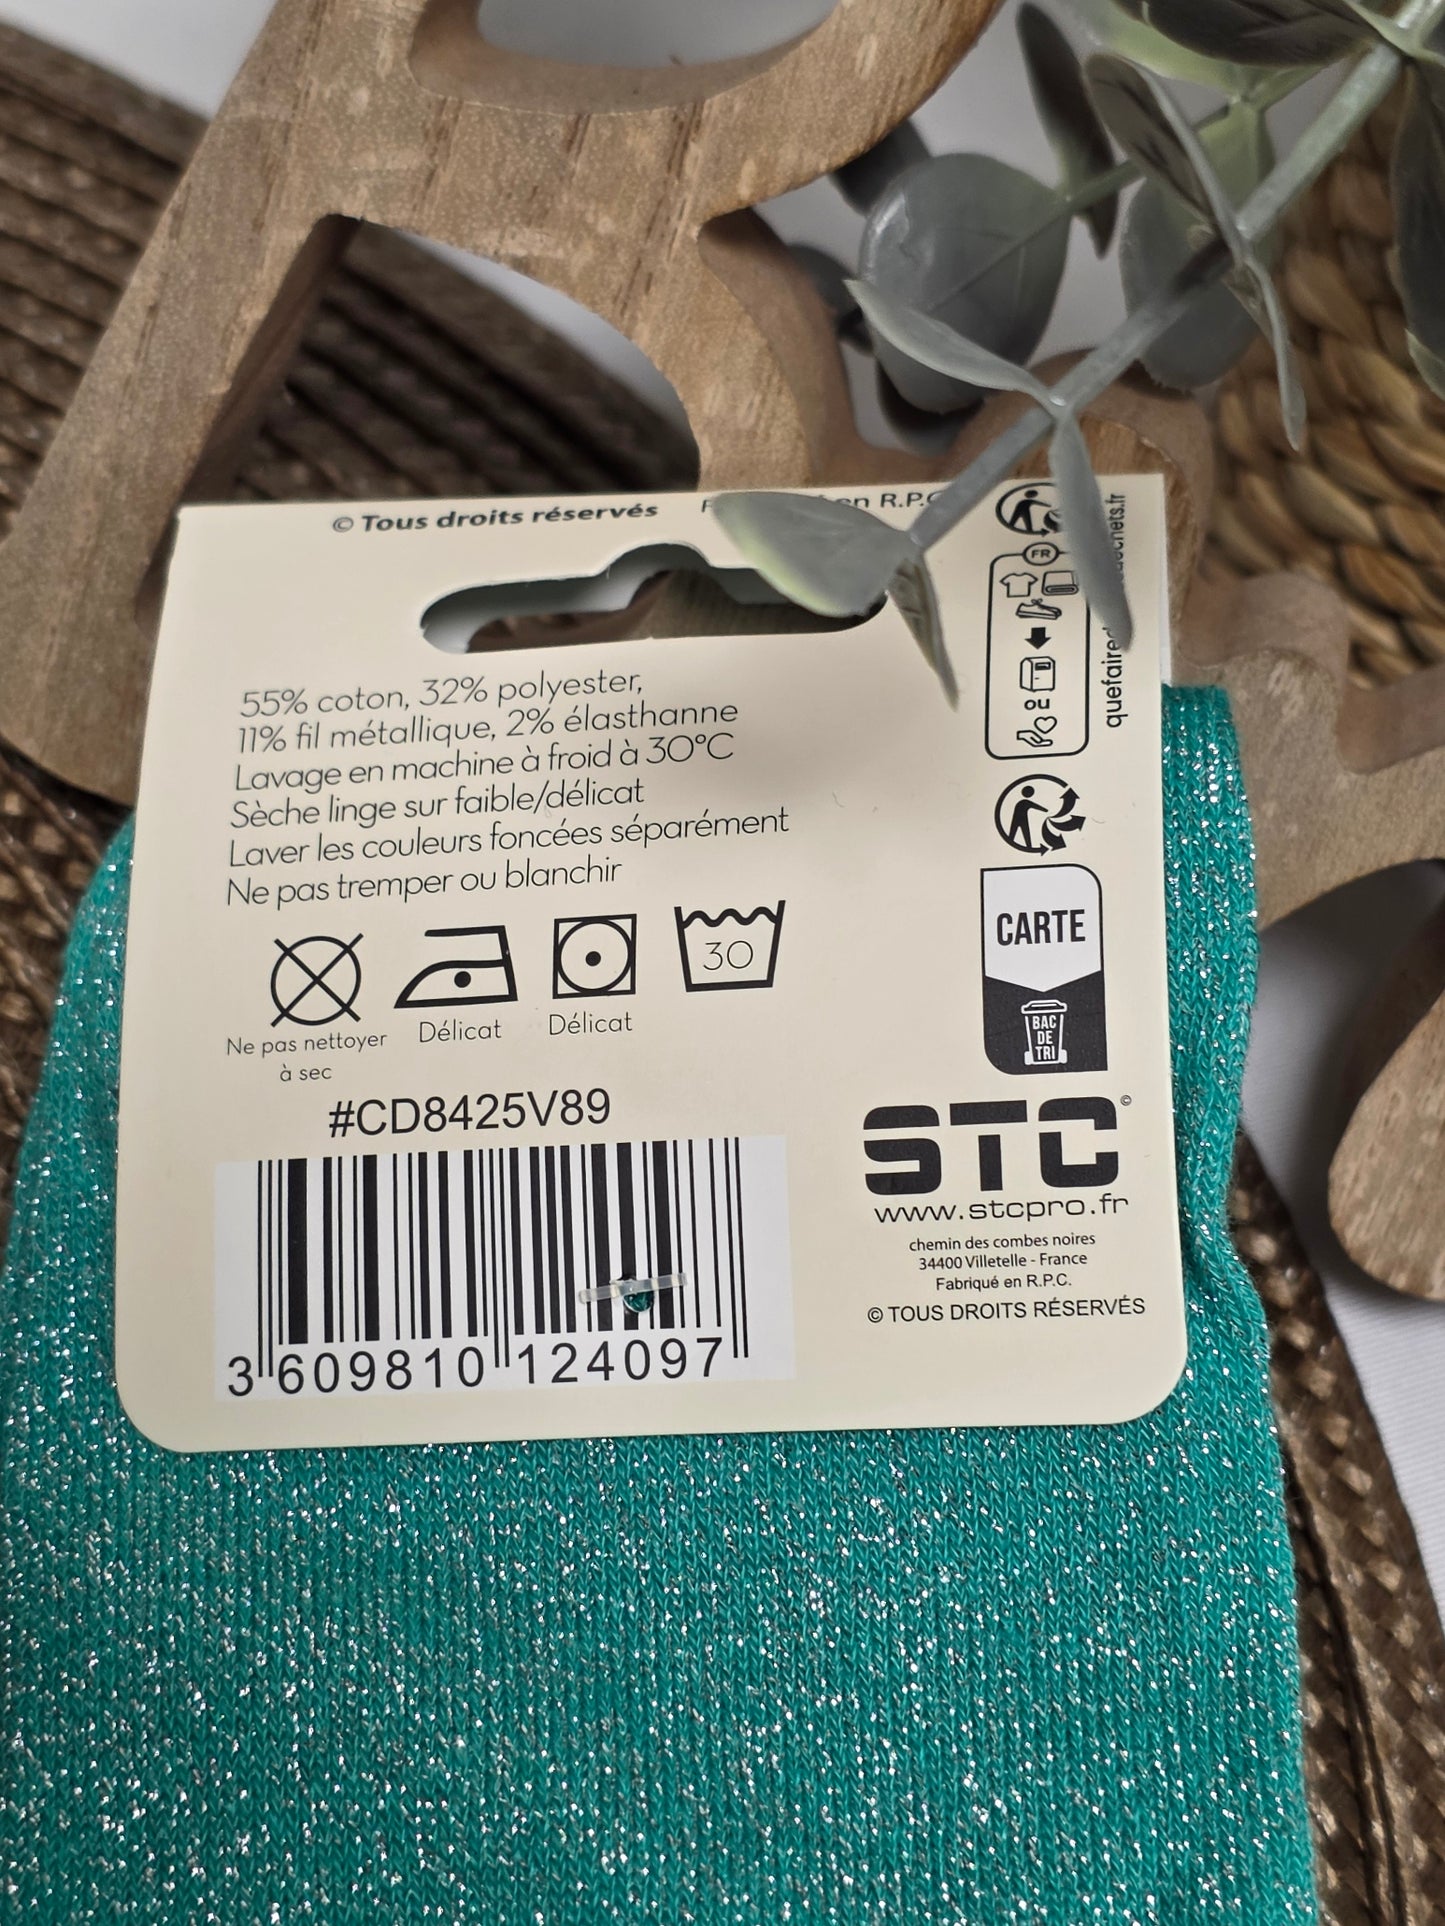 © Tous droits réservés
en R.P.C
FR
ou
55% coton, 32% polyester,
11% fil métallique, 2% élasthanne
Lavage en machine à froid à 30°C
Sèche linge sur faible/délicat
Laver les couleurs foncées séparément
Ne pas tremper ou blanchir
30
Ne pas nettoyer
à sec
Délicat
Délicat
CARTE
BAC
DE
TRI
#CD8425V89
3 609810 124097
STC©
www.stcpro.fr
chemin des combes noires
34400 Villetelle - France
Fabriqué en R.P.C.
© TOUS DROITS RÉSERVÉS